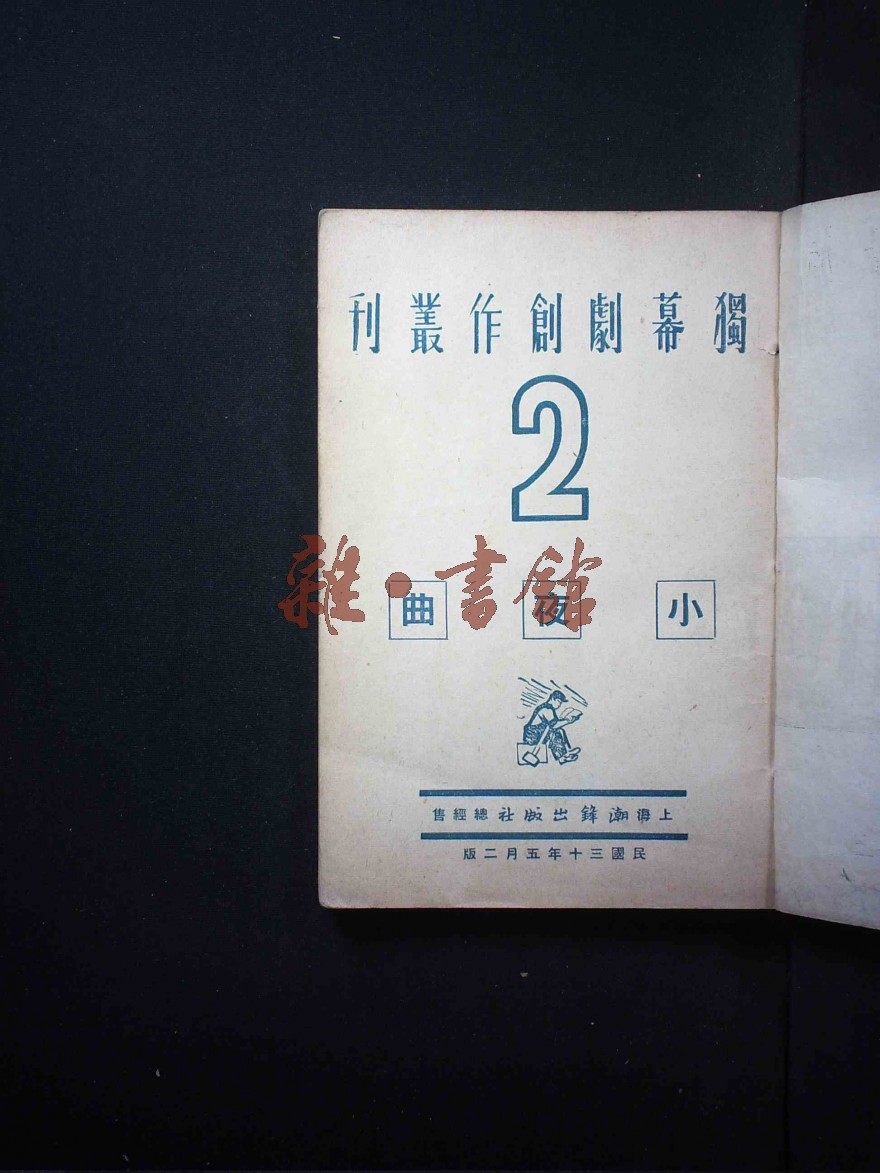 獨幕劇創作叢刊
2
小夜曲
雜·書館
上海潮鋒出版社總經售
民國三十年五月二版